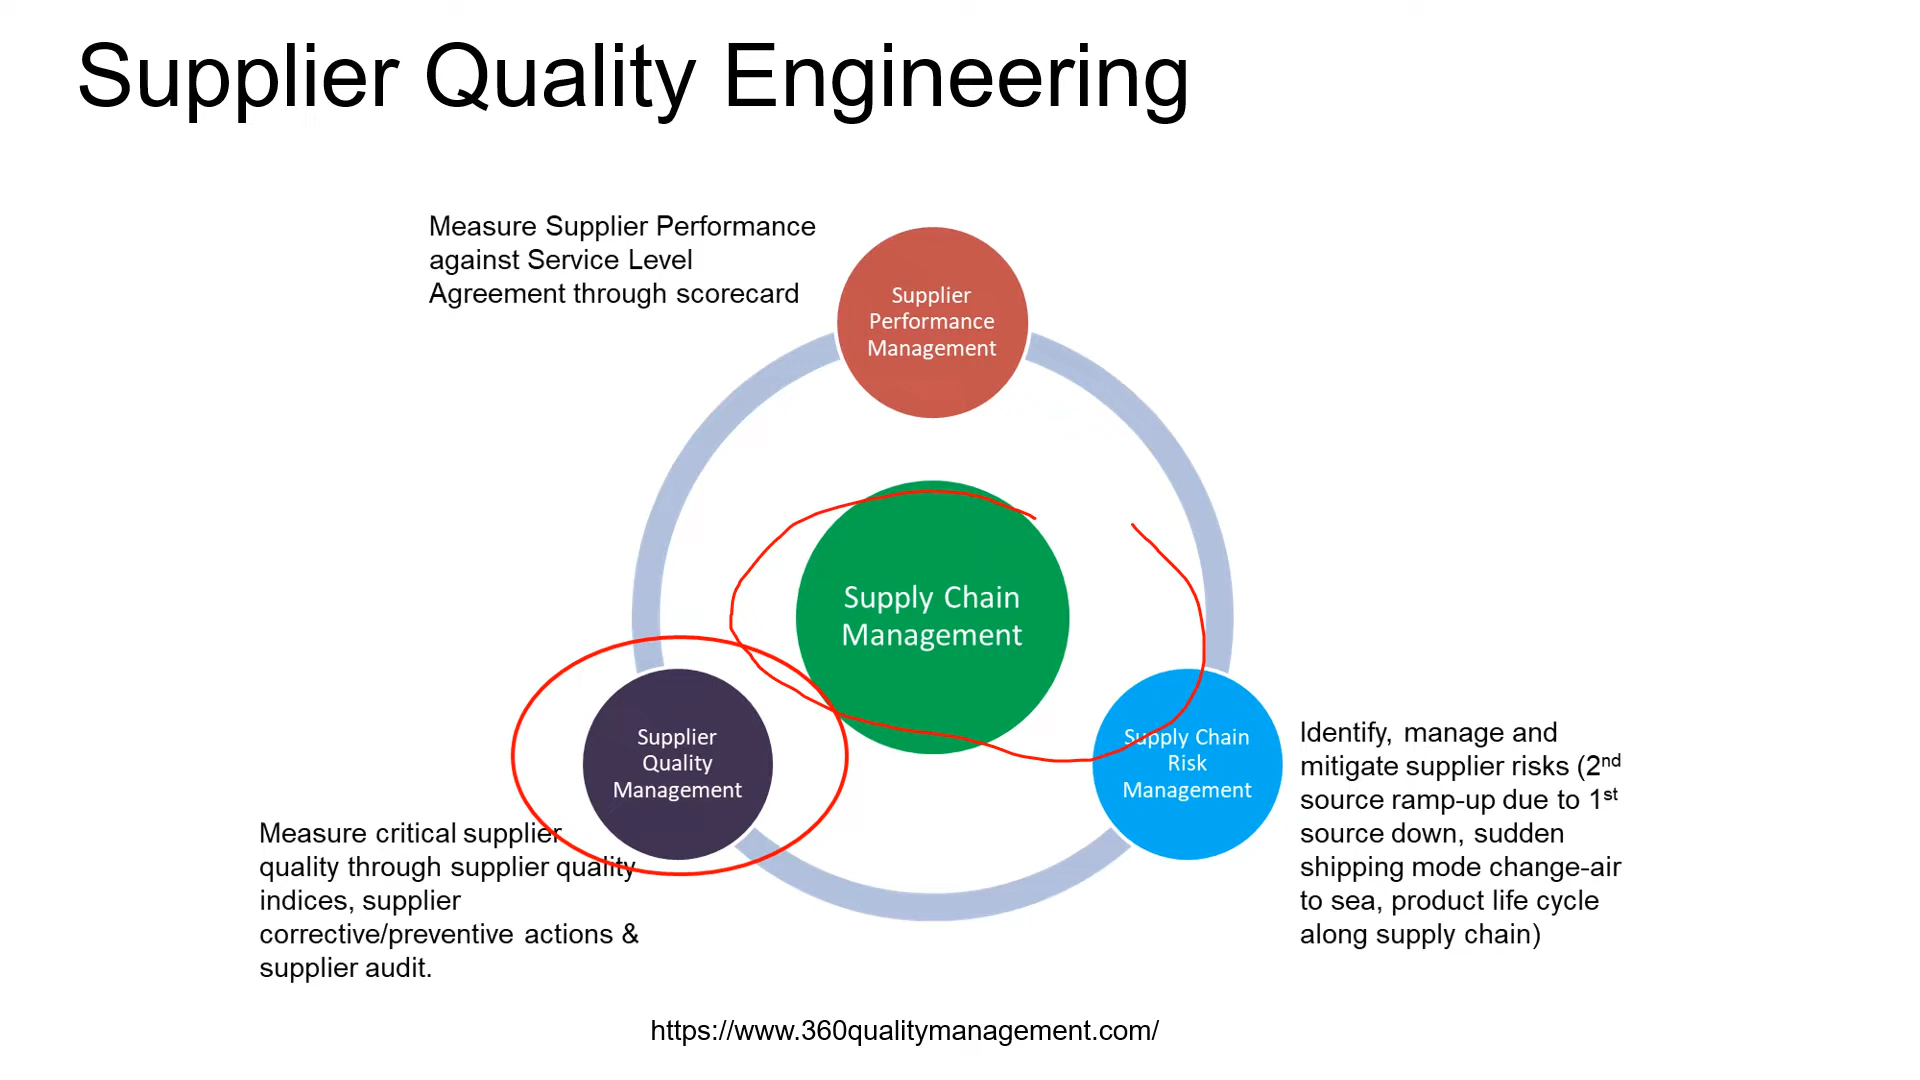 Supplier Quality Engineering
Measure Supplier Performance
against Service Level
Agreement through scorecard
Supplier
Performance
Management
Supply Chain
Management
Supplier
Quality
Management
Supply Chain
Risk
Management
Identify, manage and
mitigate supplier risks (2nd
source ramp-up due to 1st
source down, sudden
shipping mode change-air
to sea, product life cycle
along supply chain)
Measure critical supplier
quality through supplier quality
indices, supplier
corrective/preventive actions &
supplier audit.
https://www.360qualitymanagement.com/